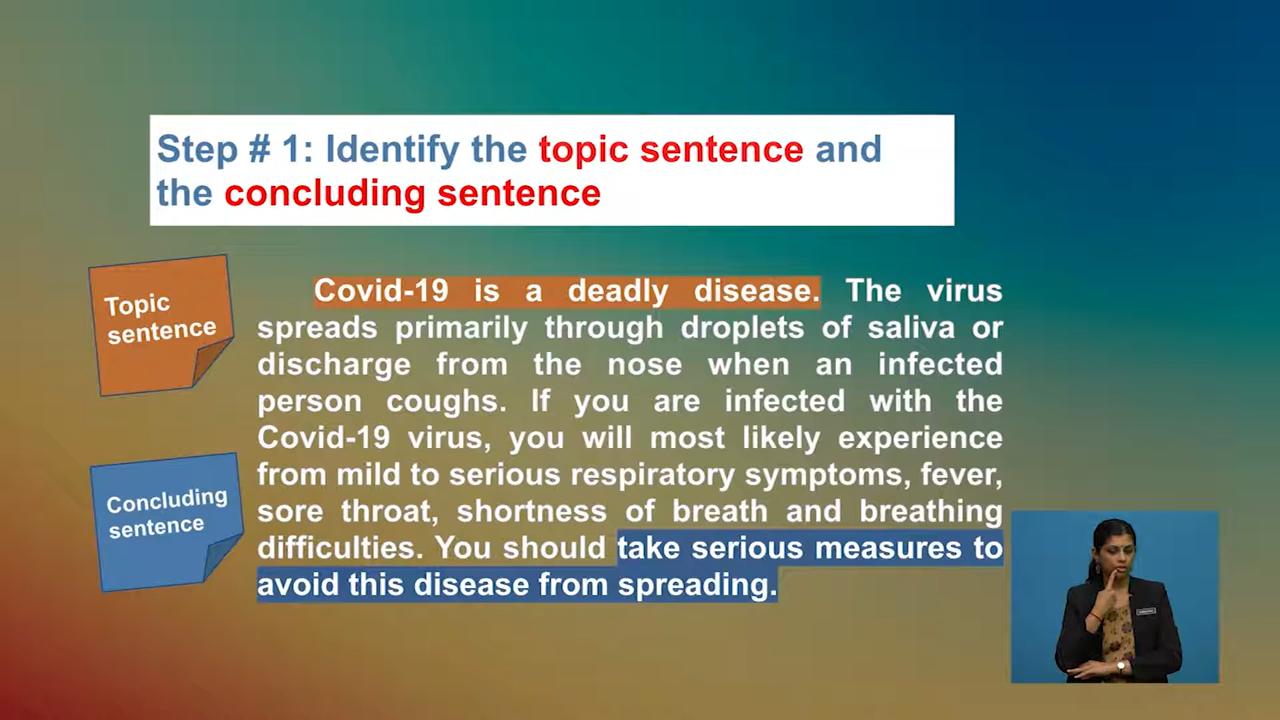 Step # 1: Identify the topic sentence and
the concluding sentence
Topic
sentence
Covid-19 is a deadly disease. The virus
spreads primarily through droplets of saliva or
discharge from the nose when an infected
person coughs. If you are infected with the
Covid-19 virus, you will most likely experience
from mild to serious respiratory symptoms, fever,
sore throat, shortness of breath and breathing
difficulties. You should take serious measures to
avoid this disease from spreading.
Concluding
sentence